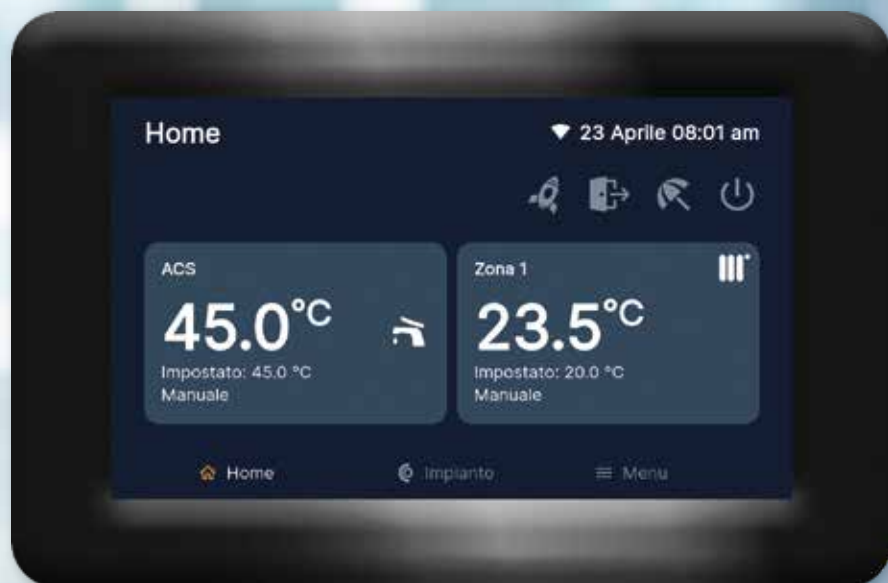 Home
23 Aprile 08:01 am
ACS
45.0°C
Impostato: 45.0 °C
Manuale
Zona 1
23.5°C
Impostato: 20.0 °C
Manuale
Home
Impianto
Menu